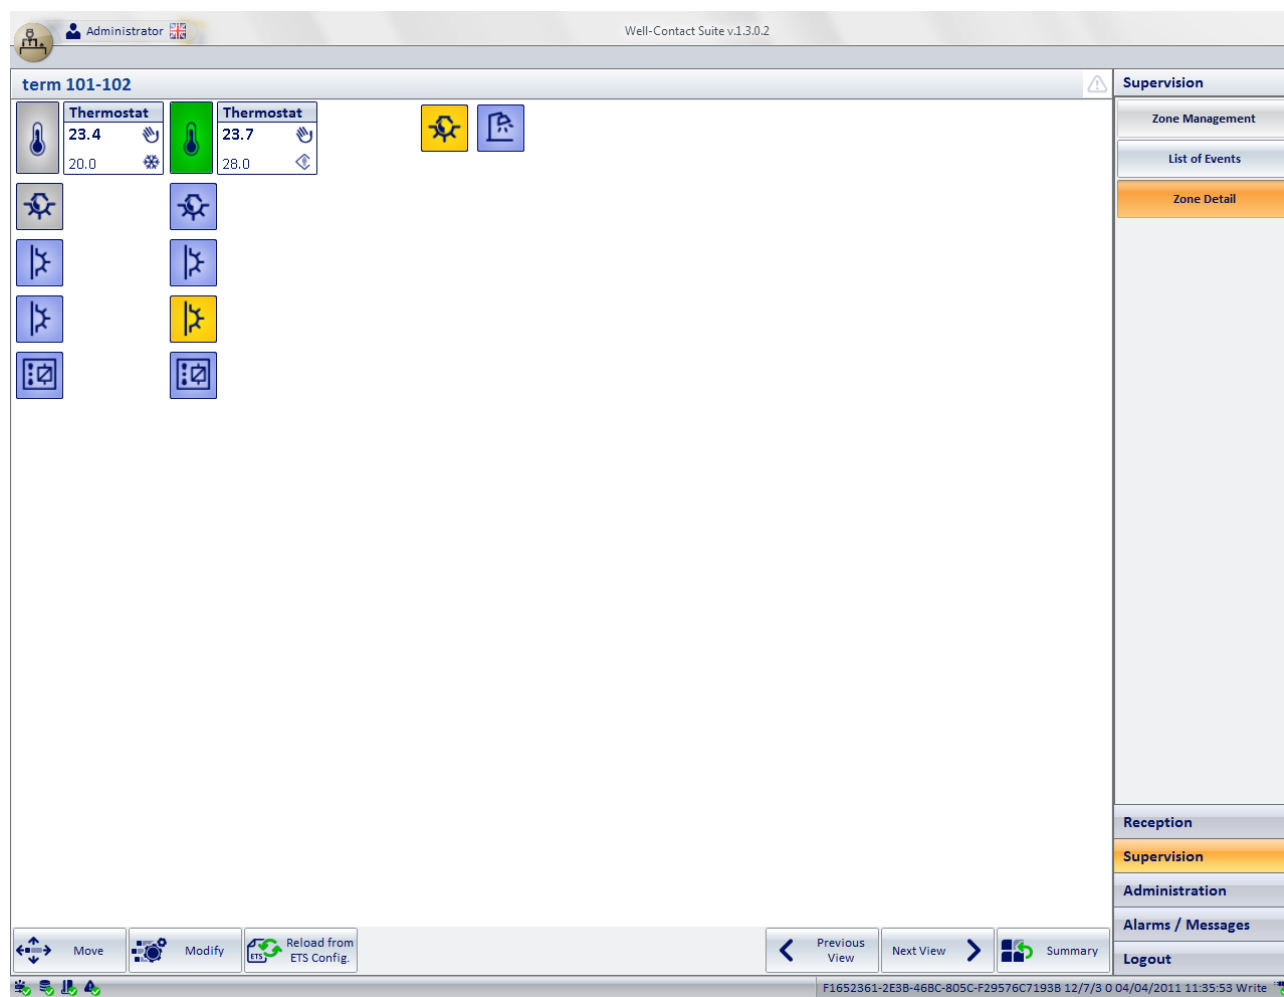 Administrator
Well-Contact Suite v.1.3.0.2
term 101-102
Thermostat
23.4
20.0
Thermostat
23.7
28.0
Supervision
Zone Management
List of Events
Zone Detail
Reception
Supervision
Administration
Alarms / Messages
Logout
Move
Modify
ETS
Reload from
ETS Config.
Previous
View
Next View
Summary
F1652361-2E3B-46BC-805C-F29576C7193B 12/7/3 0 04/04/2011 11:35:53 Write